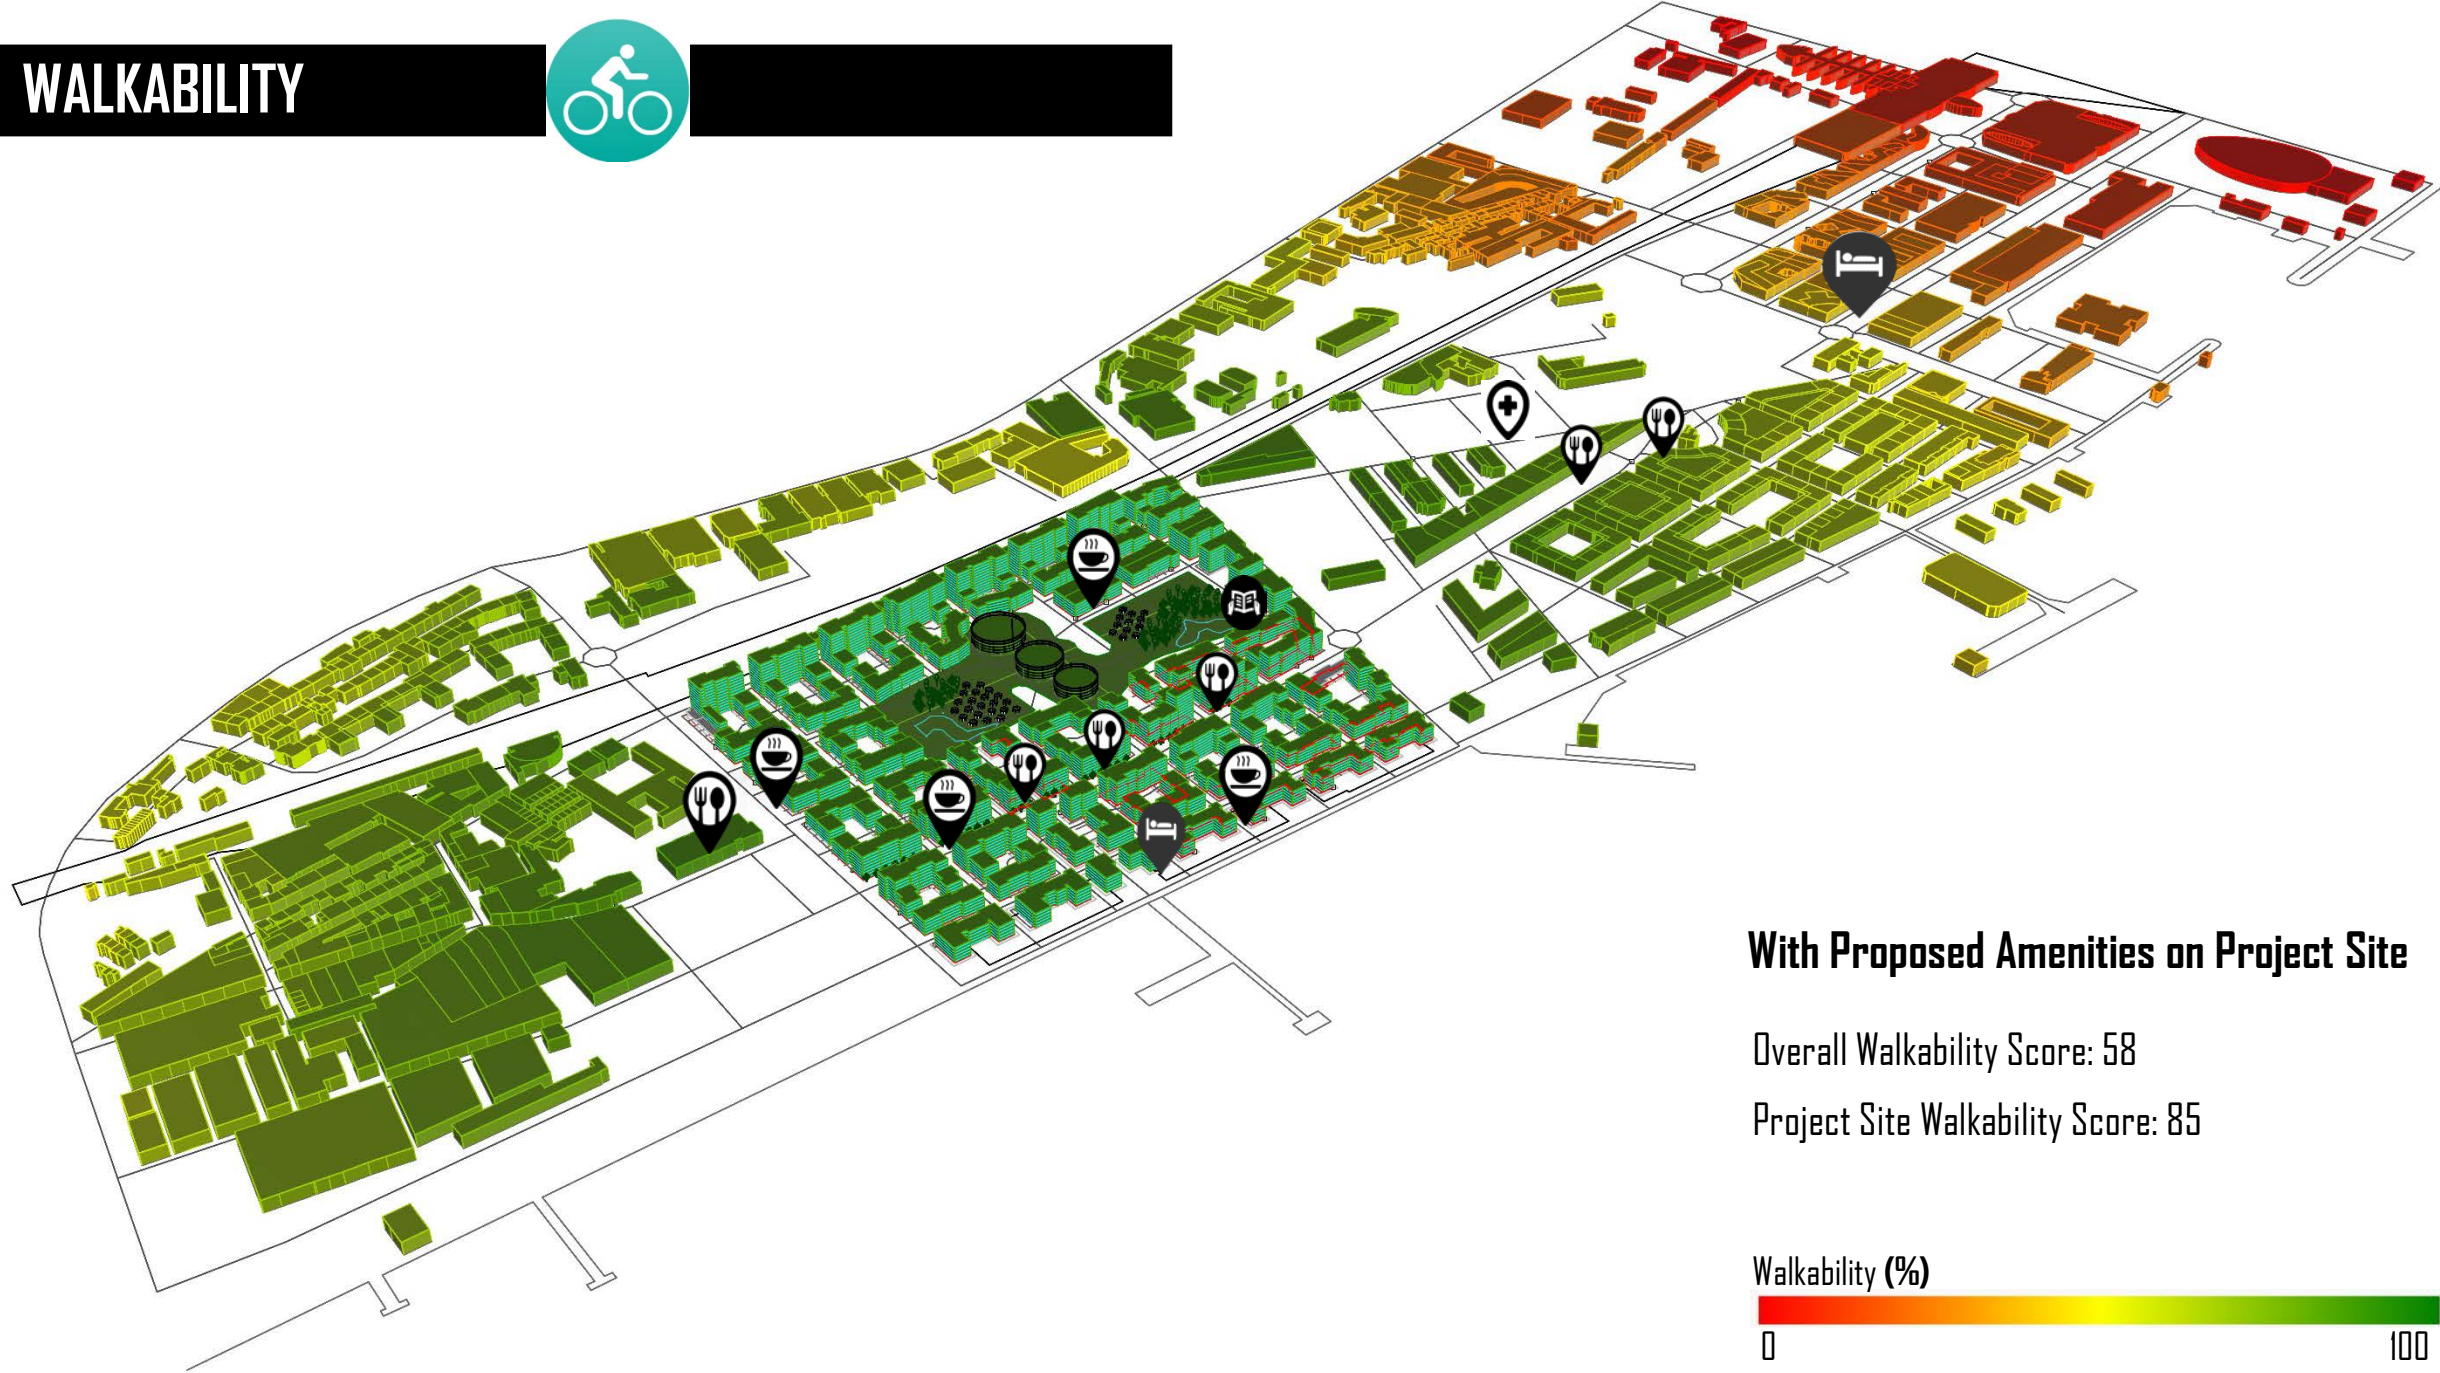 WALKABILITY
With Proposed Amenities on Project Site
Overall Walkability Score: 58
Project Site Walkability Score: 85
Walkability (%)
0
100